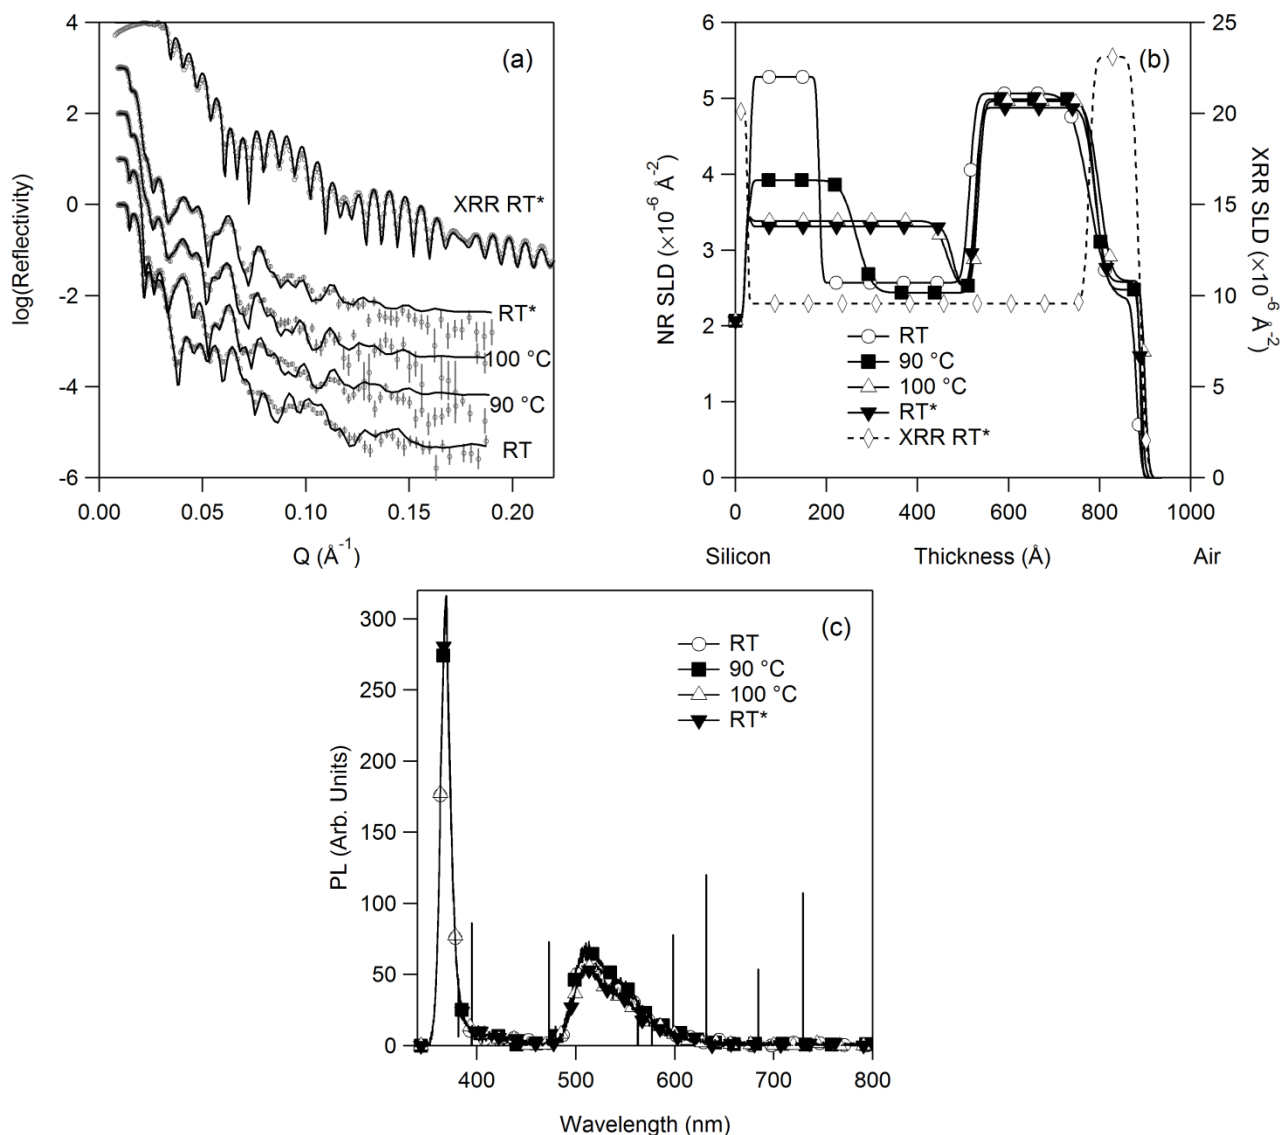 (a)
log(Reflectivity)
4
2
0
-2
-4
-6
XRR RT*
RT*
100 °C
90 °C
RT
0.00 0.05 0.10 0.15 0.20
Q (Å-1)
(b)
NR SLD (×10-6 Å-2)
6
5
4
3
2
1
0
XRR SLD (×10-6 Å-2)
25
20
15
10
5
0
RT
90 °C
100 °C
RT*
XRR RT*
0 200 400 600 800 1000
Silicon Thickness (Å) Air
(c)
PL (Arb. Units)
300
250
200
150
100
50
0
RT
90 °C
100 °C
RT*
400 500 600 700 800
Wavelength (nm)